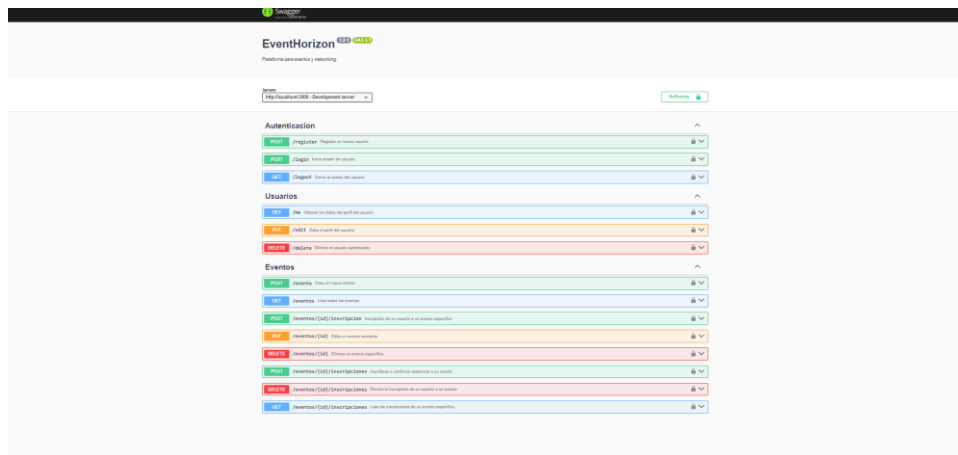 Swagger
EventHorizon 1.0.1 OAS 3.1
Plataforma para eventos y networking.
Servers
http://localhost:3000 - Development server
Authorize
Autenticacion
POST /register Registra un nuevo usuario
POST /login Inicia sesión de usuario
GET /logout Cierra la sesión del usuario
Usuarios
GET /me Obtiene los datos del perfil del usuario
PUT /edit Edita el perfil del usuario
DELETE /delete Elimina el usuario autenticado
Eventos
POST /evento Crea un nuevo evento
GET /eventos Lista todos los eventos
POST /eventos/{id}/inscripcion Inscripción de un usuario a un evento específico
PUT /eventos/{id} Edita un evento existente
DELETE /eventos/{id} Elimina un evento específico
POST /eventos/{id}/inscripciones Inscribirse o confirmar asistencia a un evento
DELETE /eventos/{id}/inscripciones Elimina la inscripción de un usuario a un evento
GET /eventos/{id}/inscripciones Lista las inscripciones de un evento específico